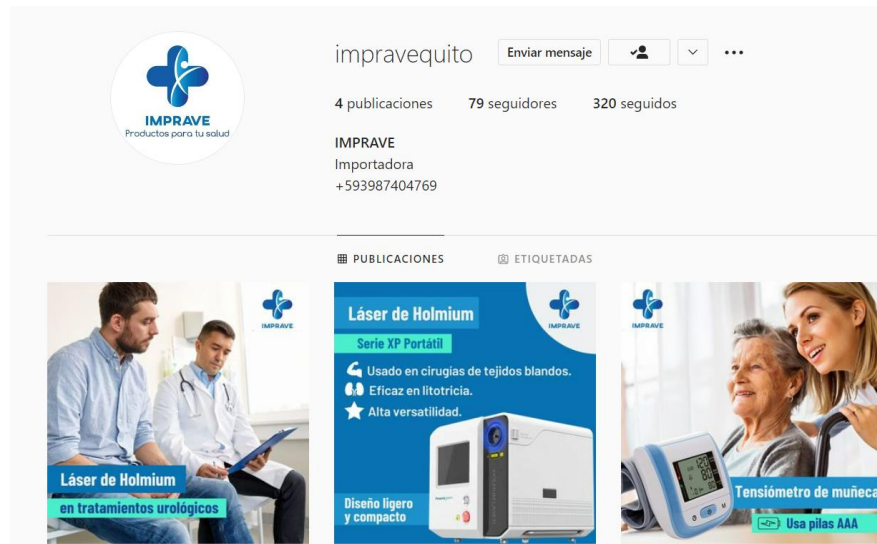 impravequito Enviar mensaje
4 publicaciones 79 seguidores 320 seguidos
IMPRAVE
Productos para tu salud
IMPRAVE
Importadora
+593987404769
PUBLICACIONES ETIQUETADAS
IMPRAVE
Láser de Holmium
en tratamientos urológicos
Láser de Holmium
IMPRAVE
Serie XP Portátil
Usado en cirugías de tejidos blandos.
Eficaz en litotricia.
Alta versatilidad.
Diseño ligero
y compacto
IMPRAVE
Tensiómetro de muñeca
Usa pilas AAA